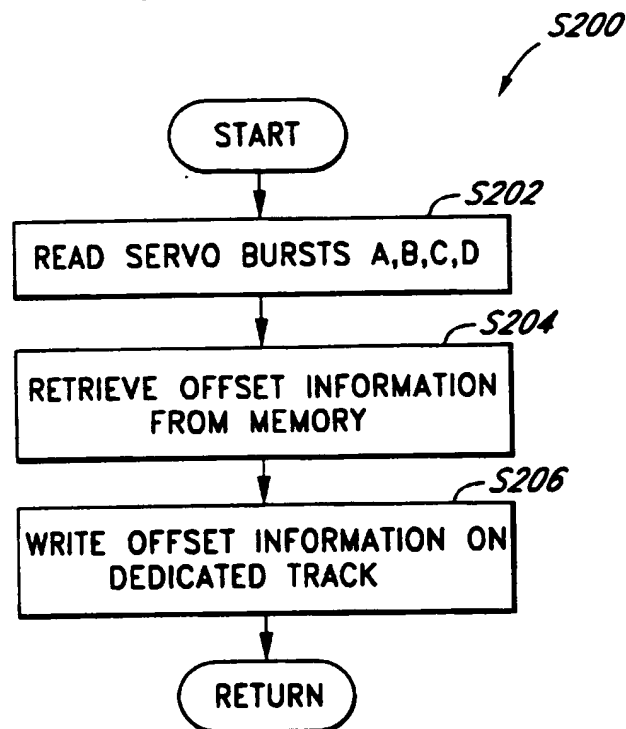 S200
START
S202
READ SERVO BURSTS A,B,C,D
S204
RETRIEVE OFFSET INFORMATION
FROM MEMORY
S206
WRITE OFFSET INFORMATION ON
DEDICATED TRACK
RETURN